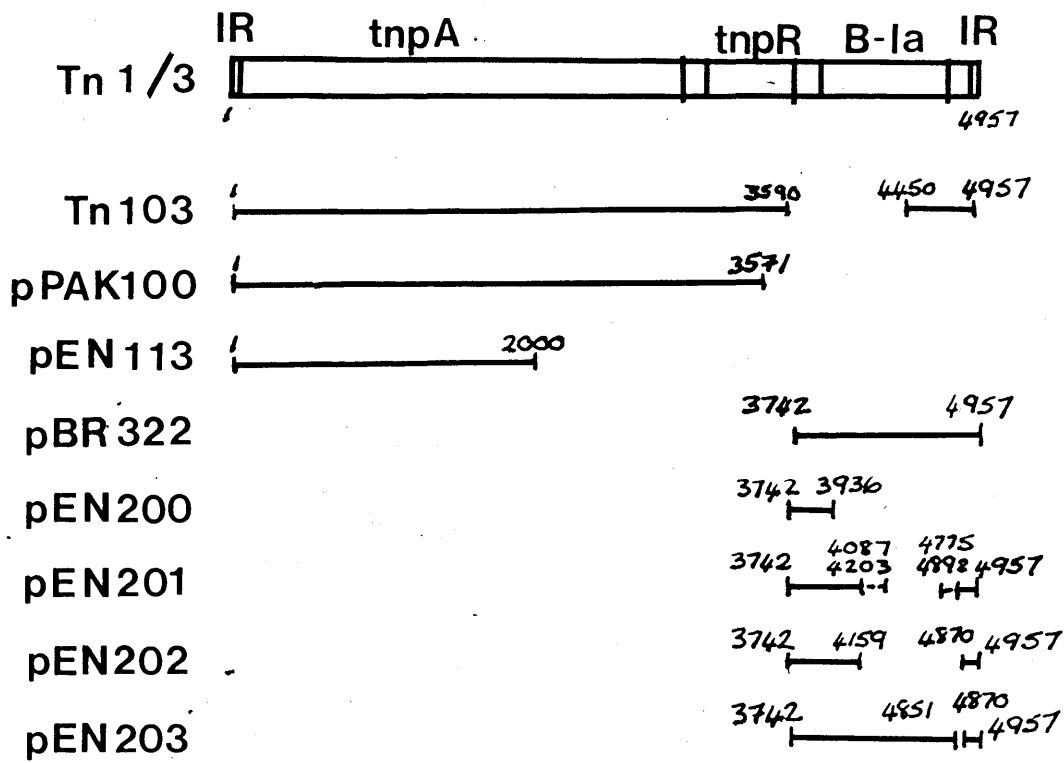 IR tnpA tnpR B-la IR
Tn 1/3
1 4957
Tn 103 1 3590 4450 4957
pPAK100 1 3571
pEN113 1 2000
pBR322 3742 4957
pEN200 3742 3936
4087 4775
pEN201 3742 4203 4898 4957
pEN202 3742 4159 4870 4957
pEN203 3742 4851 4870 4957